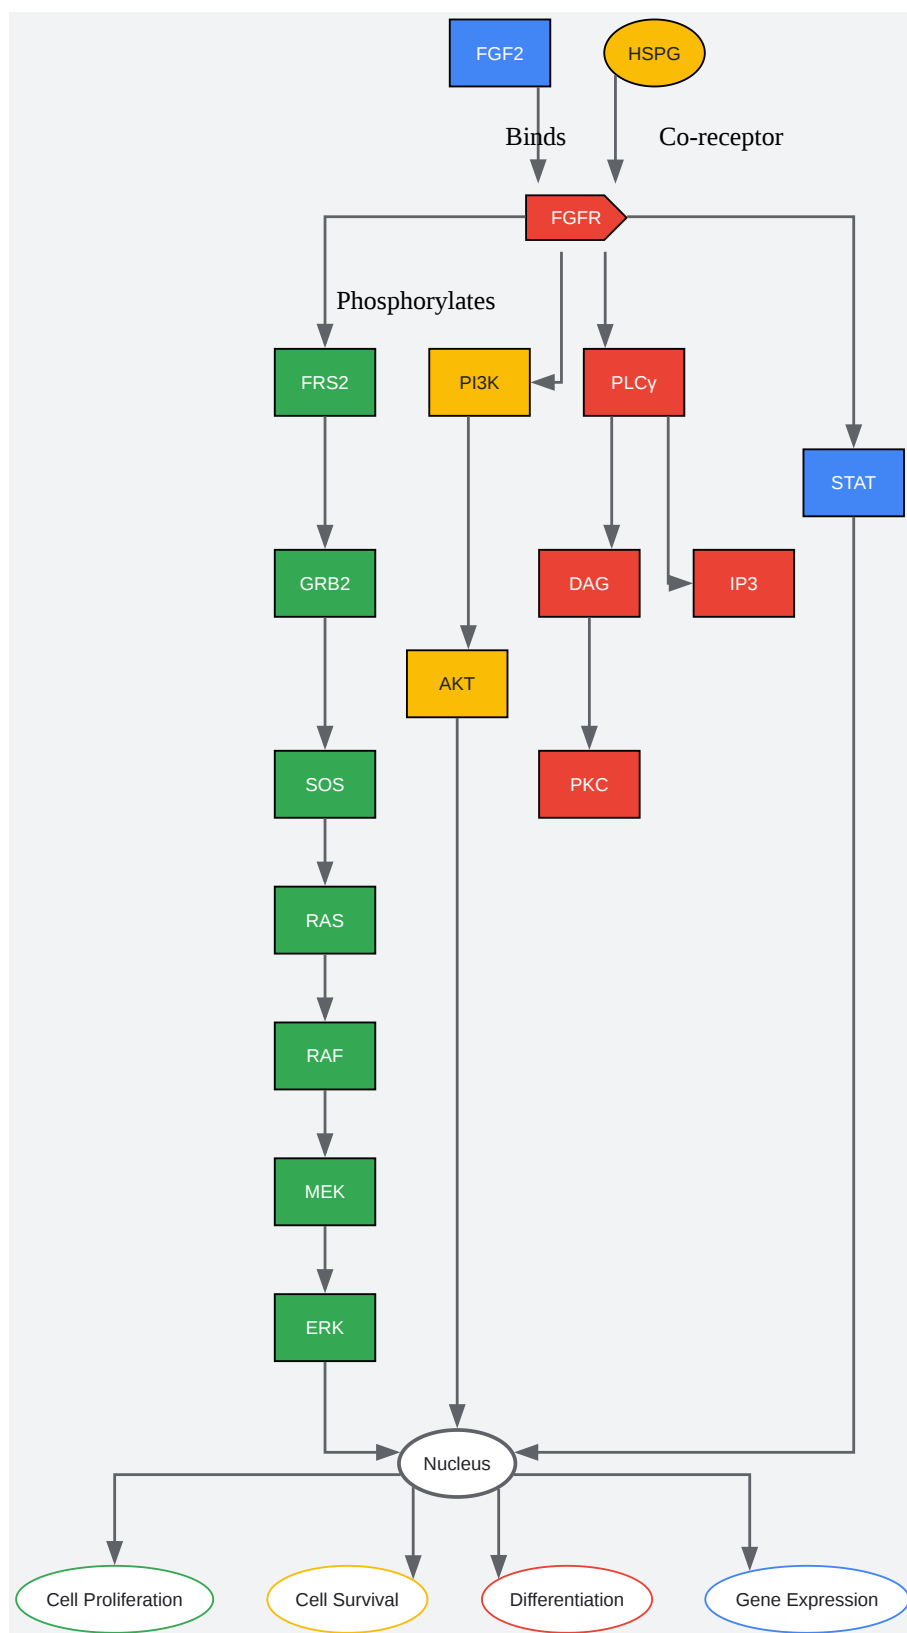 FGF2
HSPG
Binds
Co-receptor
FGFR
Phosphorylates
FRS2
PI3K
PLCγ
STAT
GRB2
DAG
IP3
AKT
SOS
PKC
RAS
RAF
MEK
ERK
Nucleus
Cell Proliferation
Cell Survival
Differentiation
Gene Expression